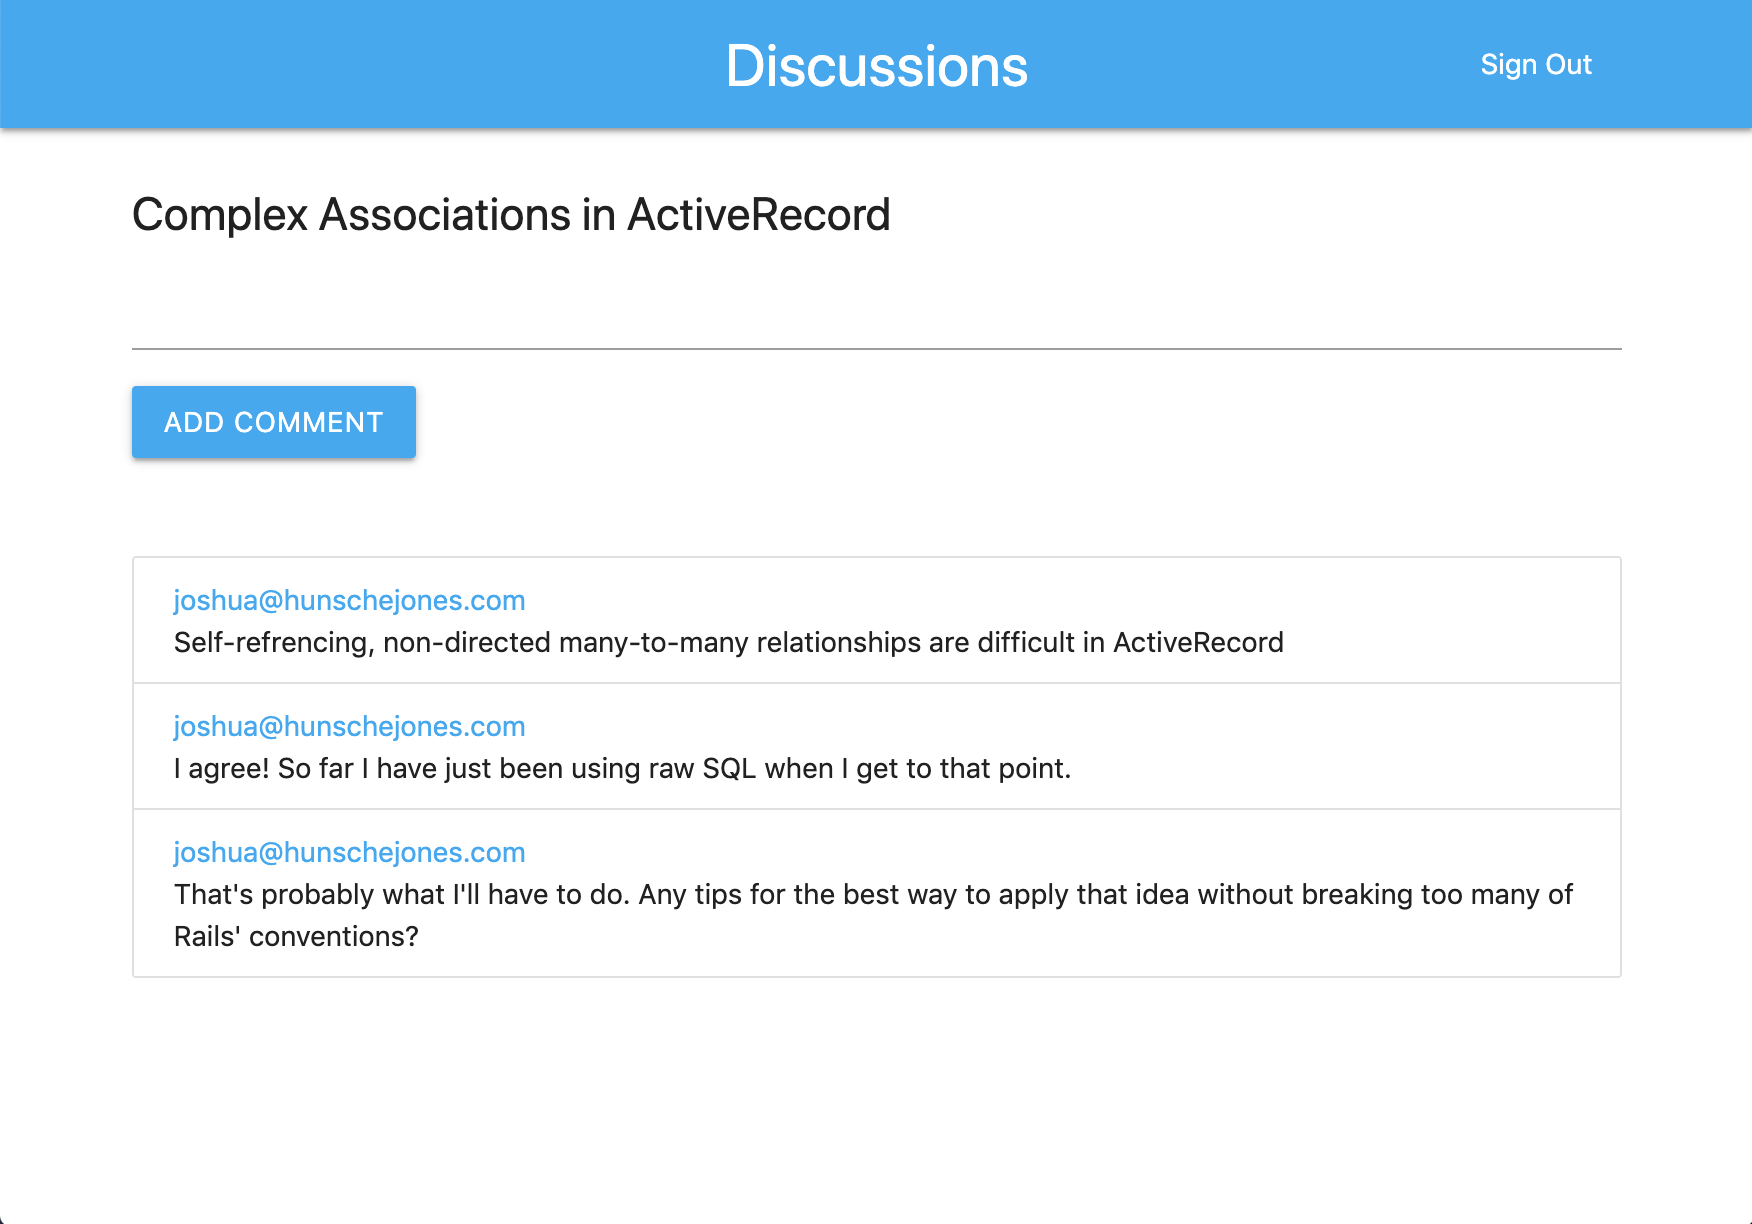 Discussions
Sign Out
Complex Associations in ActiveRecord
ADD COMMENT
joshua@hunschejones.com
Self-refrencing, non-directed many-to-many relationships are difficult in ActiveRecord
joshua@hunschejones.com
I agree! So far I have just been using raw SQL when I get to that point.
joshua@hunschejones.com
That's probably what I'll have to do. Any tips for the best way to apply that idea without breaking too many of
Rails' conventions?